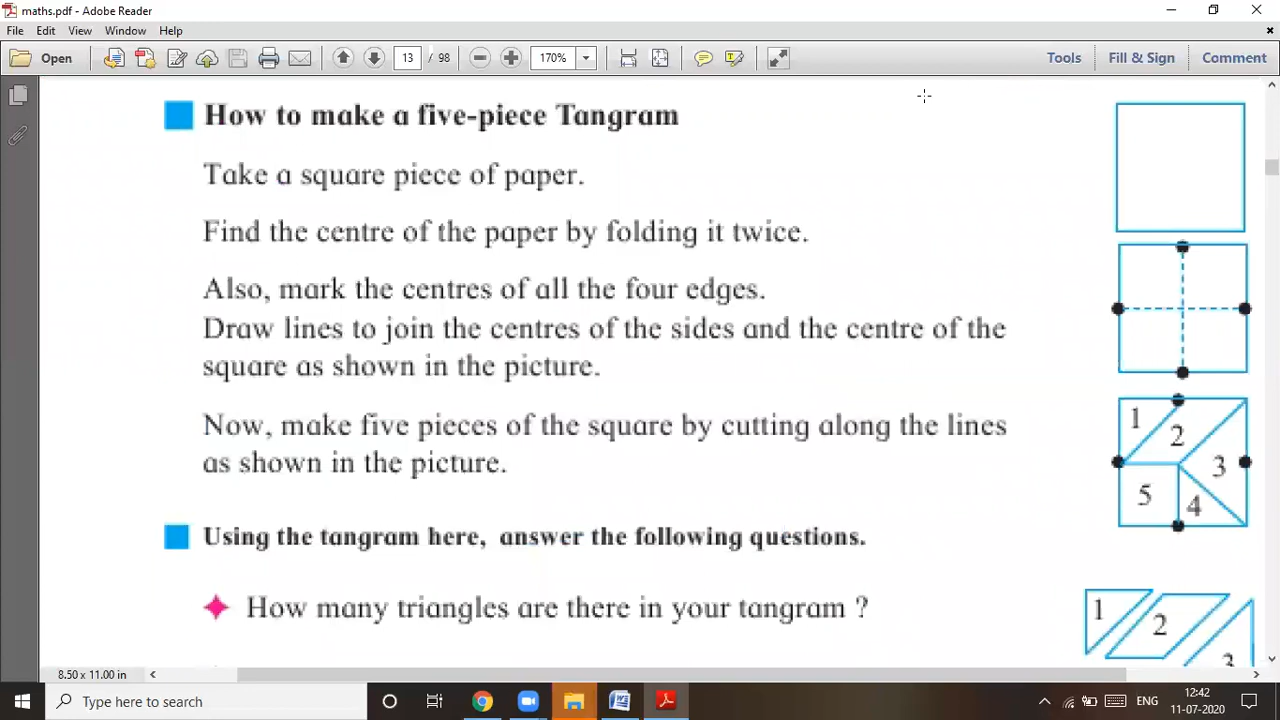 maths.pdf - Adobe Reader
File Edit View Window Help
Open 13 / 98 170% Tools Fill & Sign Comment
How to make a five-piece Tangram
Take a square piece of paper.
Find the centre of the paper by folding it twice.
Also, mark the centres of all the four edges.
Draw lines to join the centres of the sides and the centre of the
square as shown in the picture.
Now, make five pieces of the square by cutting along the lines
as shown in the picture.
1 2 3
5 4
Using the tangram here, answer the following questions.
How many triangles are there in your tangram ?
1 2
3
8.50 x 11.00 in
Type here to search
ENG 12:42
11-07-2020